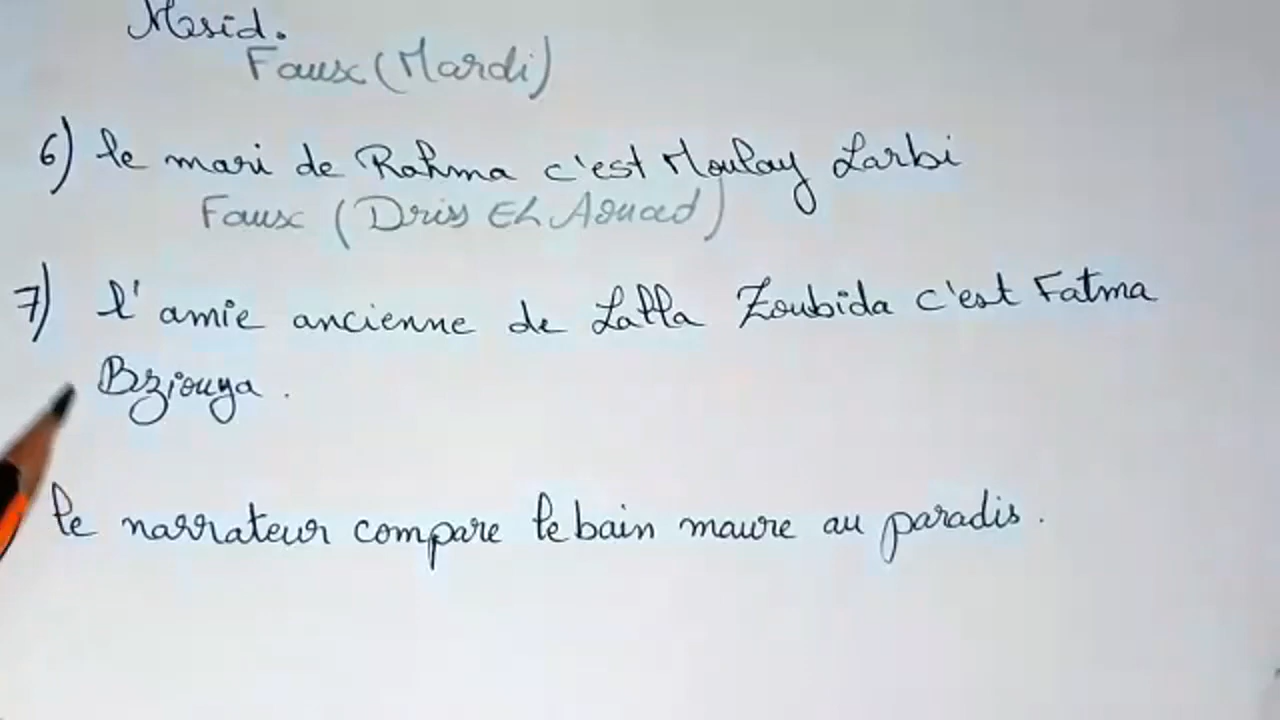 Msid.
Faux (Mardi)
6) le mari de Rahma c'est Moulay Larbi
Faux (Driss EL Aouad)
7) l'amie ancienne de Lalla Zoubida c'est Fatma
Bziouya.
le narrateur compare le bain maure au paradis.